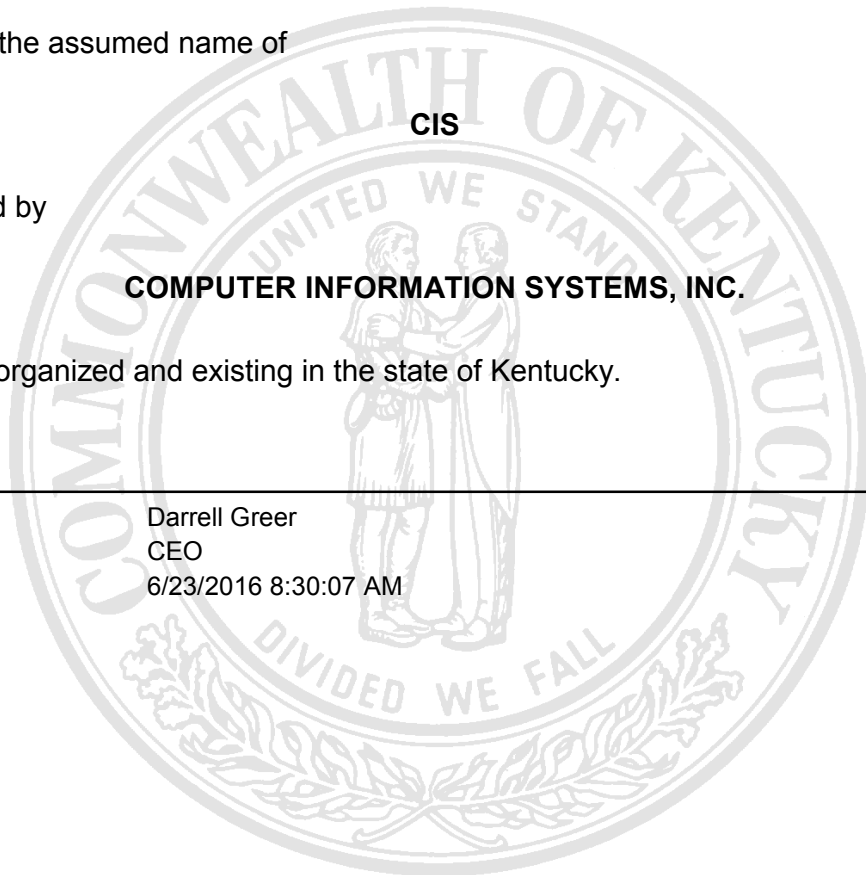 the assumed name of
CIS
d by
COMPUTER INFORMATION SYSTEMS, INC.
organized and existing in the state of Kentucky.
Darrell Greer
CEO
6/23/2016 8:30:07 AM
COMMONWEALTH OF KENTUCKY
UNITED WE STAND
DIVIDED WE FALL